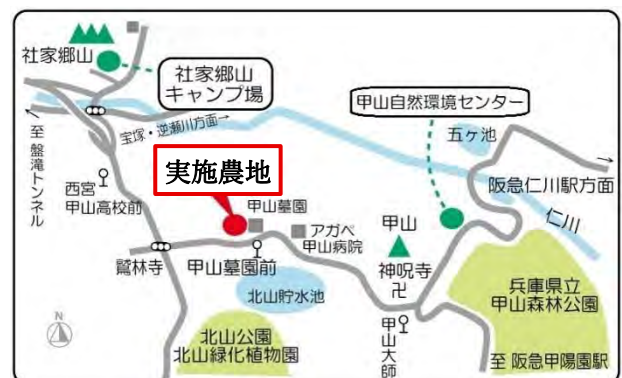 社家郷山
社家郷山
キャンプ場
甲山自然環境センター
宝塚・逆瀬川方面→
五ヶ池
→
阪急仁川駅方面
←至 盤滝トンネル
西宮
甲山高校前
実施農地
甲山墓園
アガペ
甲山病院
甲山
仁川
神呪寺
卍
鷲林寺
甲山墓園前
北山貯水池
兵庫県立
甲山森林公園
N
北山公園
北山緑化植物園
甲山大師
至 阪急甲陽園駅